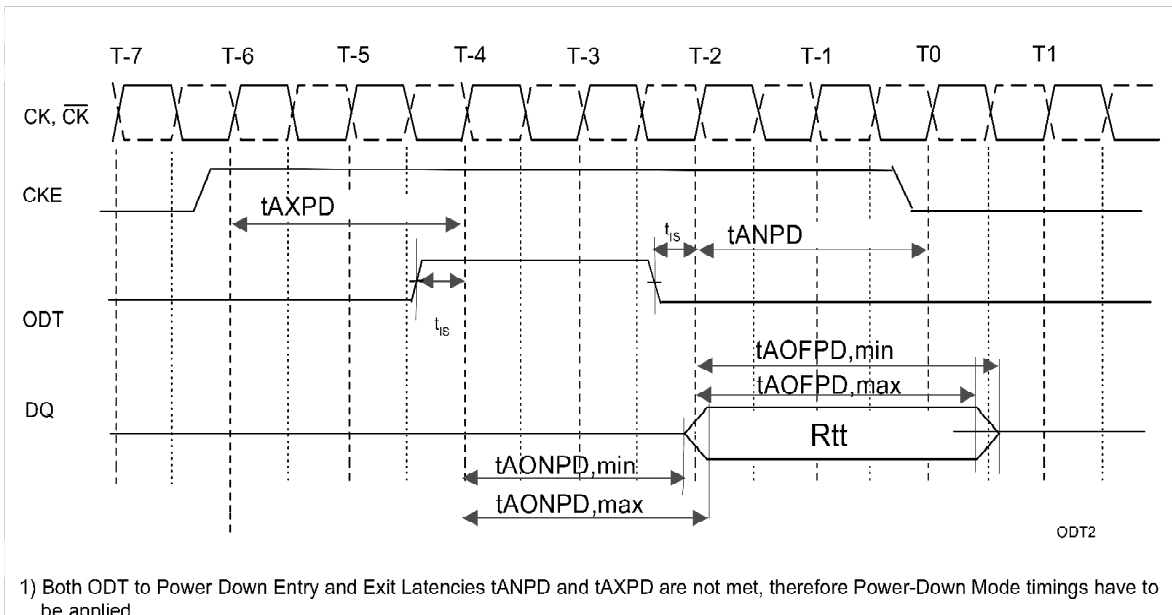 T-7 T-6 T-5 T-4 T-3 T-2 T-1 T0 T1
CK, CK
CKE
tAXPD
tIS
tANPD
ODT
tIS
tAOFPD,min
tAOFPD,max
DQ
Rtt
tAONPD,min
tAONPD,max
ODT2
1) Both ODT to Power Down Entry and Exit Latencies tANPD and tAXPD are not met, therefore Power-Down Mode timings have to
be applied